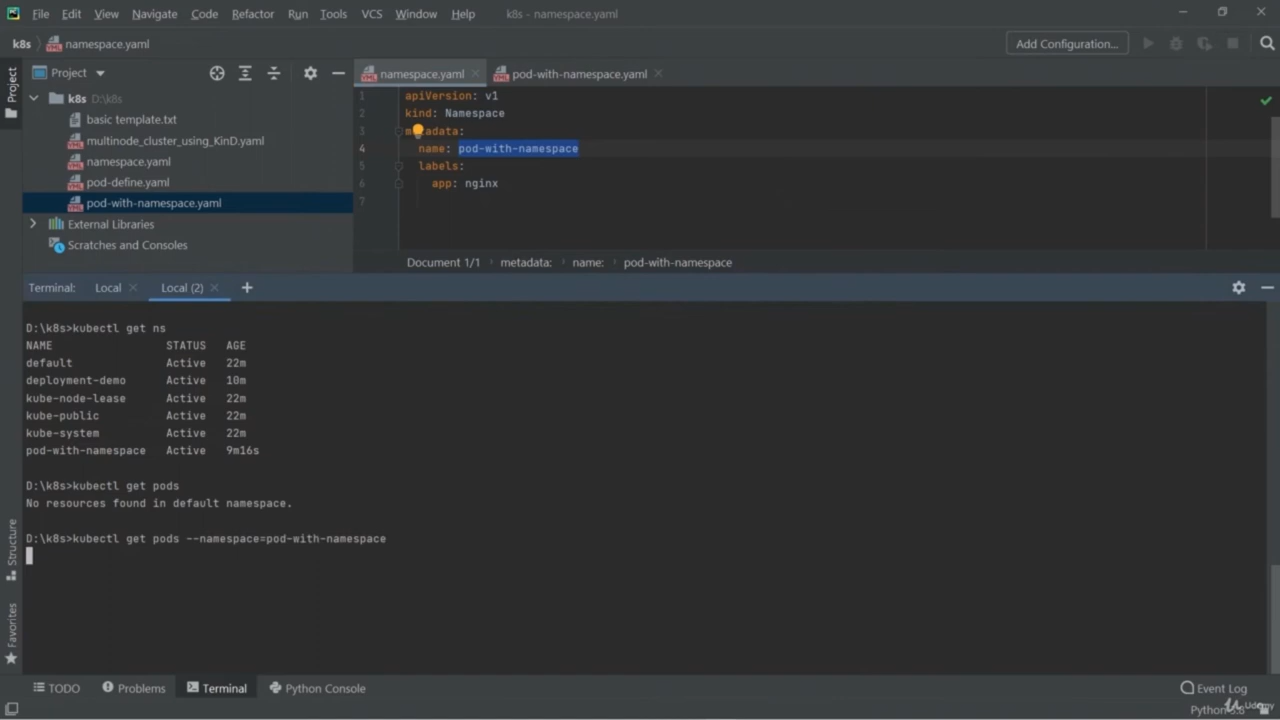 File Edit View Navigate Code Refactor Run Tools VCS Window Help k8s - namespace.yaml
k8s namespace.yaml Add Configuration...
Project
Project
namespace.yaml
pod-with-namespace.yaml
k8s D:\k8s
basic template.txt
multinode_cluster_using_KinD.yaml
namespace.yaml
pod-define.yaml
pod-with-namespace.yaml
External Libraries
Scratches and Consoles
1 apiVersion: v1
2 kind: Namespace
3 metadata:
4 name: pod-with-namespace
5 labels:
6 app: nginx
7
Document 1/1 metadata: name: pod-with-namespace
Terminal: Local Local (2)
D:\k8s>kubectl get ns
NAME STATUS AGE
default Active 22m
deployment-demo Active 10m
kube-node-lease Active 22m
kube-public Active 22m
kube-system Active 22m
pod-with-namespace Active 9m16s
D:\k8s>kubectl get pods
No resources found in default namespace.
D:\k8s>kubectl get pods --namespace=pod-with-namespace
Structure
Favorites
TODO Problems Terminal Python Console Event Log
Udemy